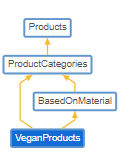 Products
ProductCategories
BasedOnMaterial
VeganProducts